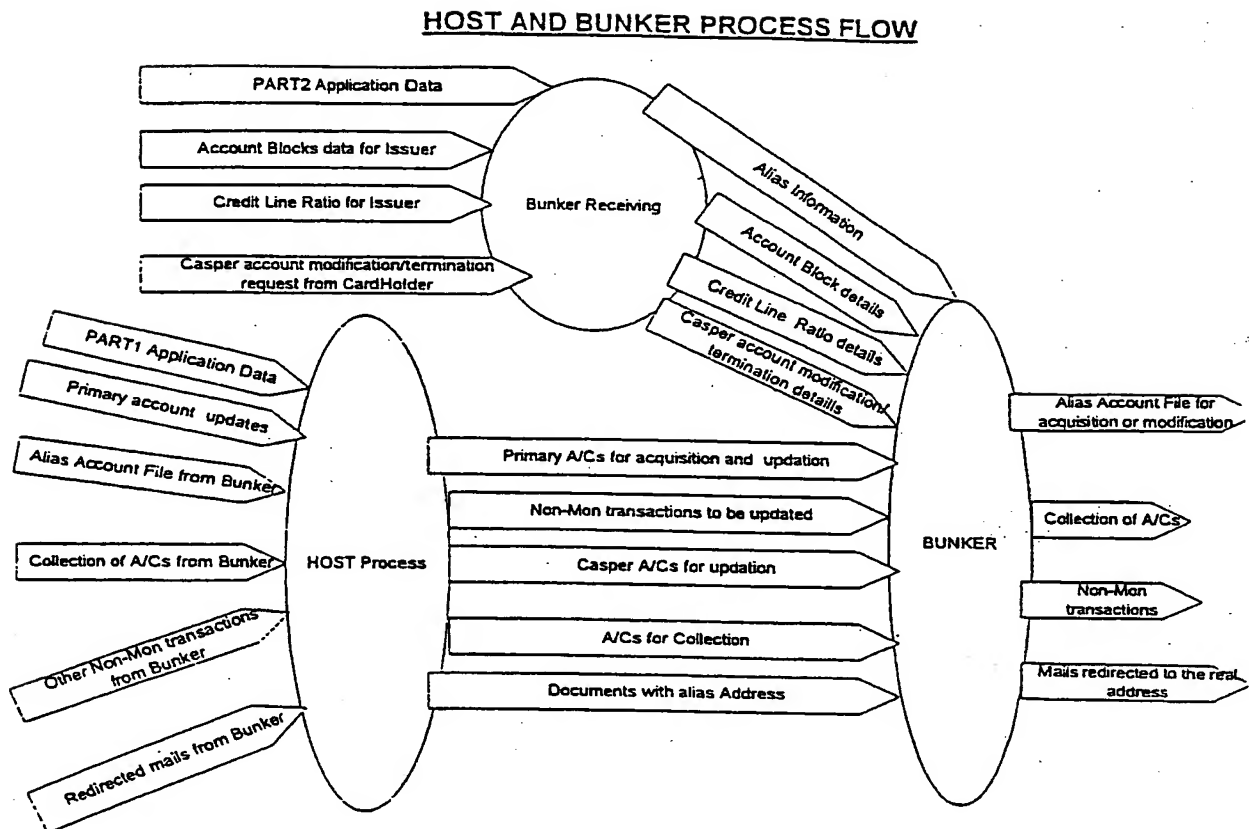 HOST AND BUNKER PROCESS FLOW
PART2 Application Data
Account Blocks data for Issuer
Credit Line Ratio for Issuer
Casper account modification/termination
request from CardHolder
Bunker Receiving
Alias Information
Account Block details
Credit Line Ratio details
Casper account modification/
termination detaills
PART1 Application Data
Primary account updates
Alias Account File from Bunker
Collection of A/Cs from Bunker
Other Non-Mon transactions
from Bunker
Redirected mails from Bunker
HOST Process
Primary A/Cs for acquisition and updation
Non-Mon transactions to be updated
Casper A/Cs for updation
A/Cs for Collection
Documents with alias Address
BUNKER
Alias Account File for
acquisition or modification
Collection of A/Cs
Non-Mon
transactions
Mails redirected to the real
address